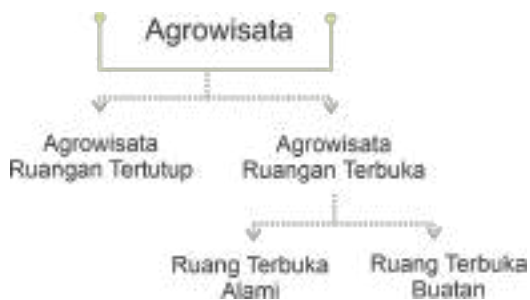 Agrowisata
Agrowisata
Ruangan Tertutup
Agrowisata
Ruangan Terbuka
Ruang Terbuka
Alami
Ruang Terbuka
Buatan